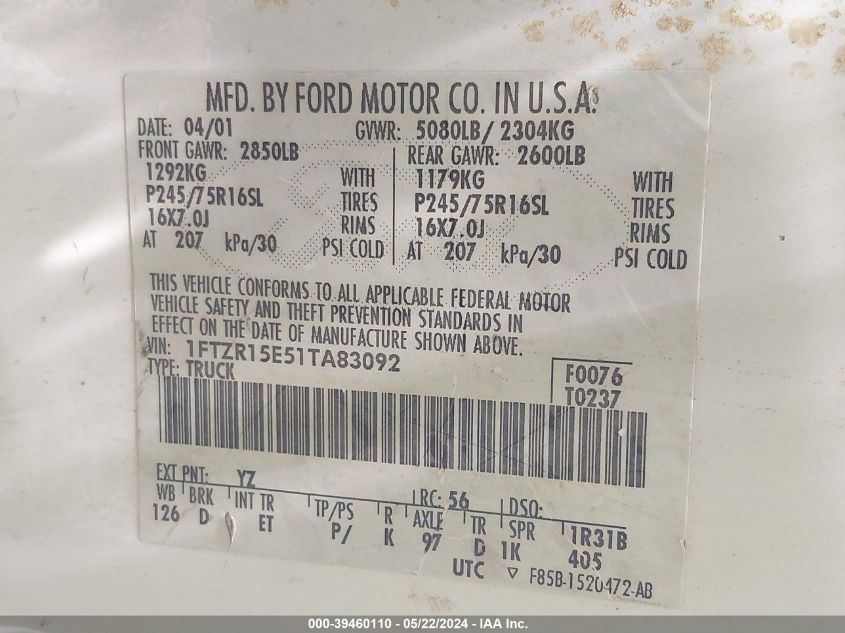 MFD. BY FORD MOTOR CO. IN U.S.A.
DATE: 04/01 GVWR: 5080LB/ 2304KG
FRONT GAWR: 2850LB REAR GAWR: 2600LB
1292KG WITH 1179KG WITH
P245/75R16SL TIRES P245/75R16SL TIRES
16X7.0J RIMS 16X7.0J RIMS
AT 207 kPa/30 PSI COLD AT 207 kPa/30 PSI COLD
THIS VEHICLE CONFORMS TO ALL APPLICABLE FEDERAL MOTOR
VEHICLE SAFETY AND THEFT PREVENTION STANDARDS IN
EFFECT ON THE DATE OF MANUFACTURE SHOWN ABOVE.
VIN: 1FTZR15E51TA83092
TYPE: TRUCK
F0076
T0237
EXT PNT: YZ RC: 56 DSO:
WB BRK INT TR TP/PS R AXLE TR SPR 1R31B
126 D ET P/ K 97 D 1K 405
UTC ▽ F85B-1520472-AB
000-39460110 - 05/22/2024 - IAA Inc.